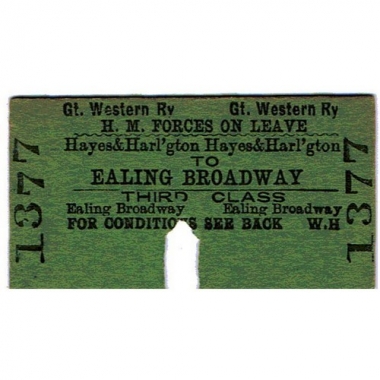 Gt. Western Ry Gt. Western Ry
H. M. FORCES ON LEAVE
Hayes&Harl'gton Hayes&Harl'gton
TO
EALING BROADWAY
THIRD CLASS
Ealing Broadway Ealing Broadway
FOR CONDITIONS SEE BACK W.H
1377
1377